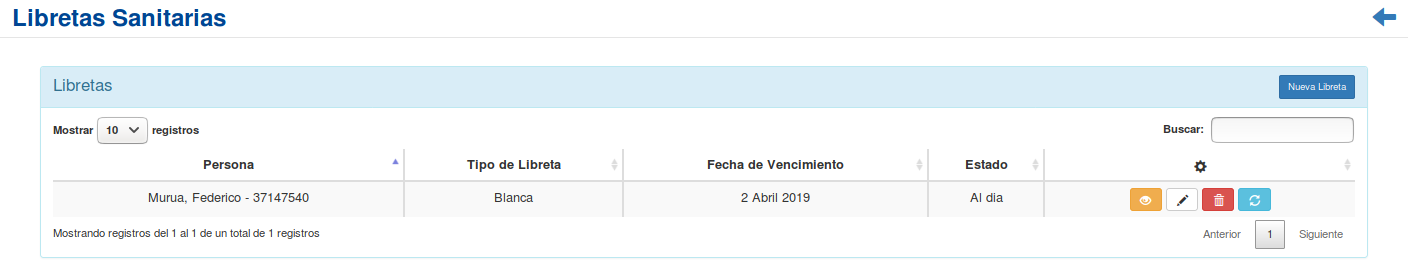 Libretas Sanitarias
Libretas
Nueva Libreta
Mostrar 10 registros
Buscar:
Persona Tipo de Libreta Fecha de Vencimiento Estado
Murua, Federico - 37147540 Blanca 2 Abril 2019 Al dia
Mostrando registros del 1 al 1 de un total de 1 registros
Anterior 1 Siguiente